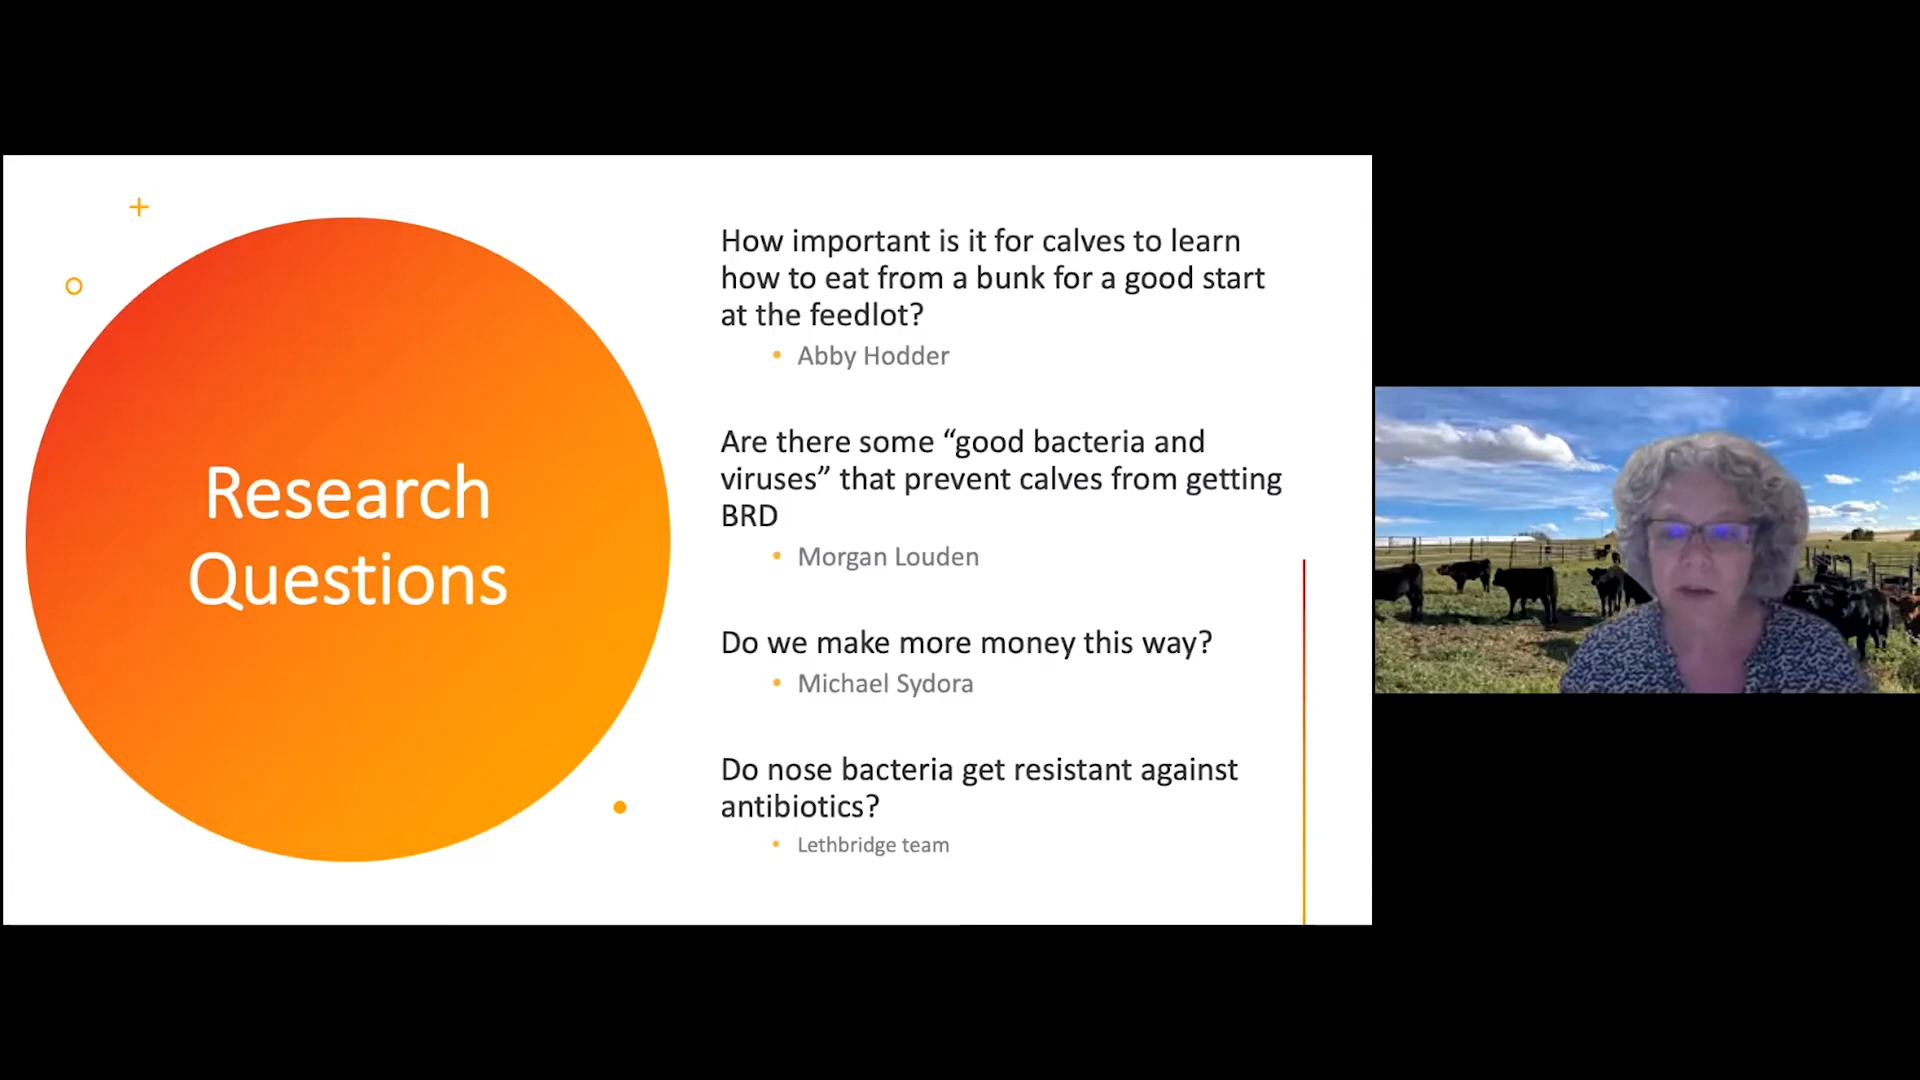 Research
Questions
How important is it for calves to learn
how to eat from a bunk for a good start
at the feedlot?
• Abby Hodder
Are there some “good bacteria and
viruses” that prevent calves from getting
BRD
• Morgan Louden
Do we make more money this way?
• Michael Sydora
Do nose bacteria get resistant against
antibiotics?
• Lethbridge team